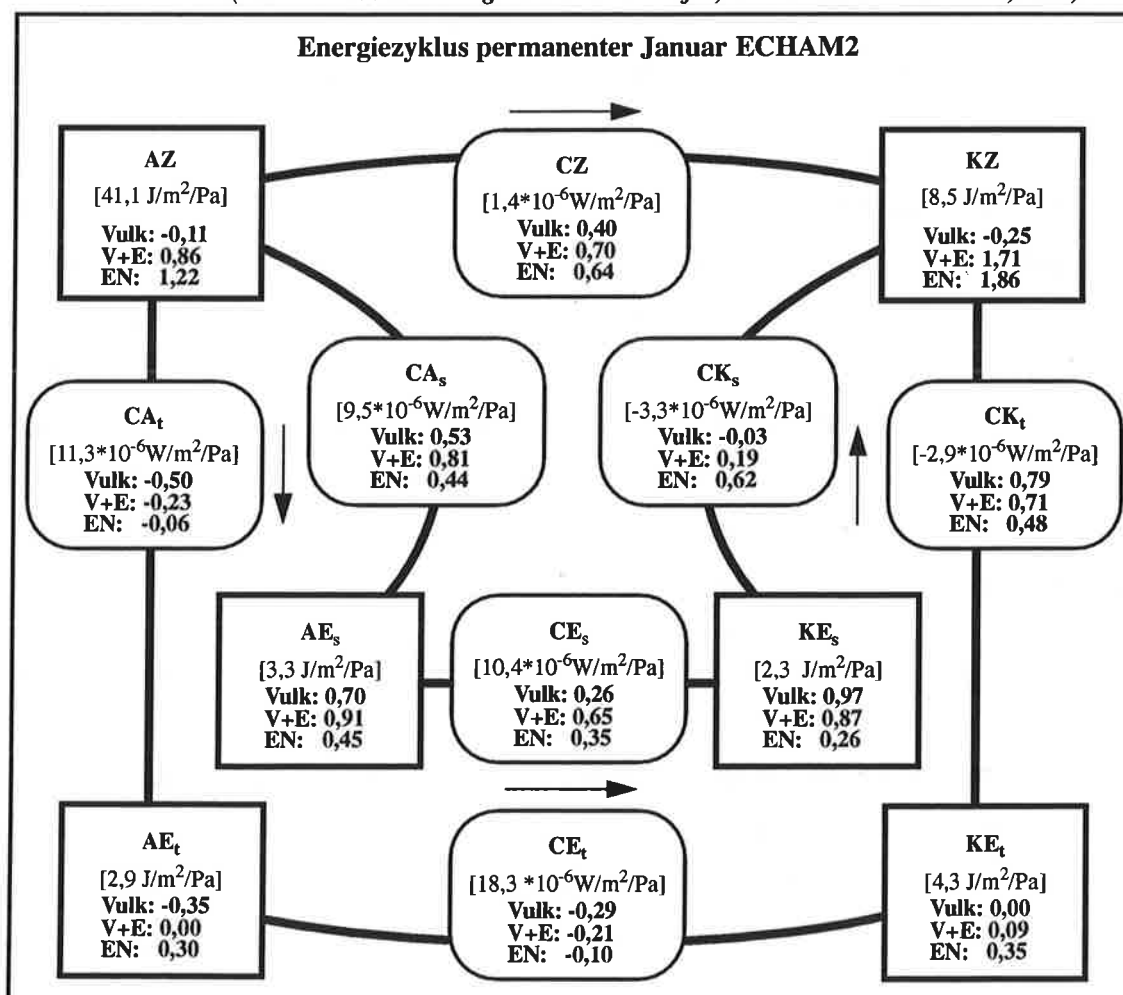 Energiezyklus permanenter Januar ECHAM2
AZ
[41,1 J/m²/Pa]
Vulk: -0,11
V+E: 0,86
EN: 1,22
CZ
[1,4*10⁻⁶W/m²/Pa]
Vulk: 0,40
V+E: 0,70
EN: 0,64
KZ
[8,5 J/m²/Pa]
Vulk: -0,25
V+E: 1,71
EN: 1,86
CAₜ
[11,3*10⁻⁶W/m²/Pa]
Vulk: -0,50
V+E: -0,23
EN: -0,06
CAₛ
[9,5*10⁻⁶W/m²/Pa]
Vulk: 0,53
V+E: 0,81
EN: 0,44
CKₛ
[-3,3*10⁻⁶W/m²/Pa]
Vulk: -0,03
V+E: 0,19
EN: 0,62
CKₜ
[-2,9*10⁻⁶W/m²/Pa]
Vulk: 0,79
V+E: 0,71
EN: 0,48
AEₛ
[3,3 J/m²/Pa]
Vulk: 0,70
V+E: 0,91
EN: 0,45
CEₛ
[10,4*10⁻⁶W/m²/Pa]
Vulk: 0,26
V+E: 0,65
EN: 0,35
KEₛ
[2,3 J/m²/Pa]
Vulk: 0,97
V+E: 0,87
EN: 0,26
AEₜ
[2,9 J/m²/Pa]
Vulk: -0,35
V+E: 0,00
EN: 0,30
CEₜ
[18,3 *10⁻⁶W/m²/Pa]
Vulk: -0,29
V+E: -0,21
EN: -0,10
KEₜ
[4,3 J/m²/Pa]
Vulk: 0,00
V+E: 0,09
EN: 0,35